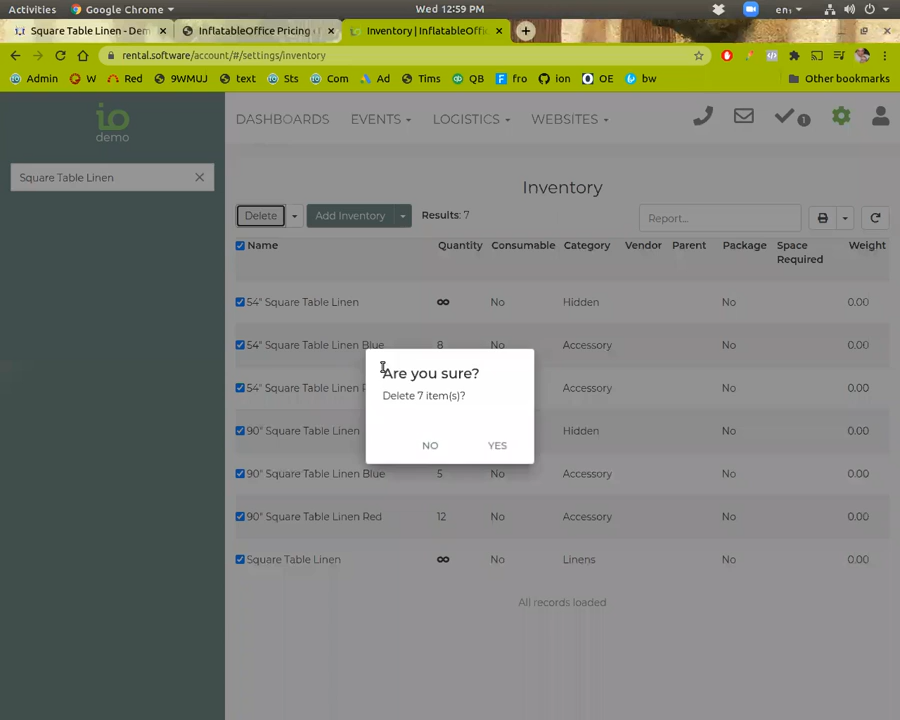 Activities Google Chrome Wed 12:59 PM en₁
Square Table Linen - Dem InflatableOffice Pricing Inventory | InflatableOffi
rental.software/account/#/settings/inventory
Admin W Red 9WMUJ text Sts Com Ad Tims QB fro ion OE bw Other bookmarks
io demo
DASHBOARDS EVENTS LOGISTICS WEBSITES 1
Square Table Linen
Inventory
Delete Add Inventory Results: 7 Report...
Name Quantity Consumable Category Vendor Parent Package Space Required Weight
54" Square Table Linen ∞ No Hidden No 0.00
54" Square Table Linen Blue 8 No Accessory No 0.00
54" Square Table Linen Accessory No 0.00
90" Square Table Linen Hidden No 0.00
90" Square Table Linen Blue 5 No Accessory No 0.00
90" Square Table Linen Red 12 No Accessory No 0.00
Square Table Linen ∞ No Linens No 0.00
All records loaded
Are you sure?
Delete 7 item(s)?
NO YES